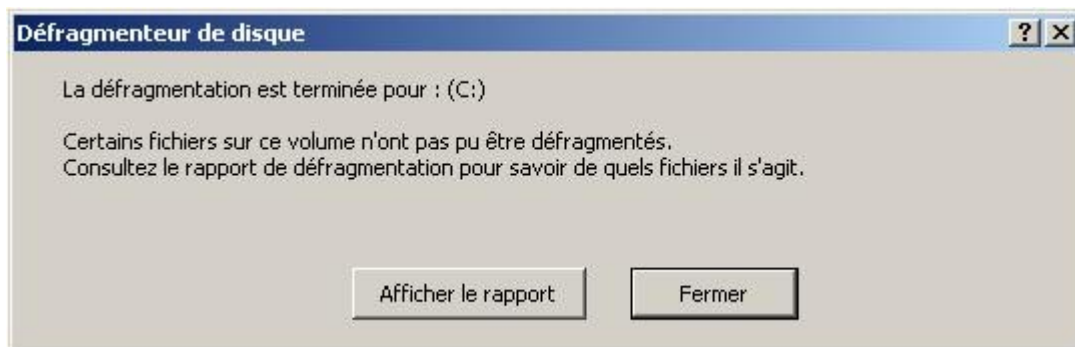 Défragmenteur de disque
La défragmentation est terminée pour : (C:)
Certains fichiers sur ce volume n'ont pas pu être défragmentés.
Consultez le rapport de défragmentation pour savoir de quels fichiers il s'agit.
Afficher le rapport Fermer